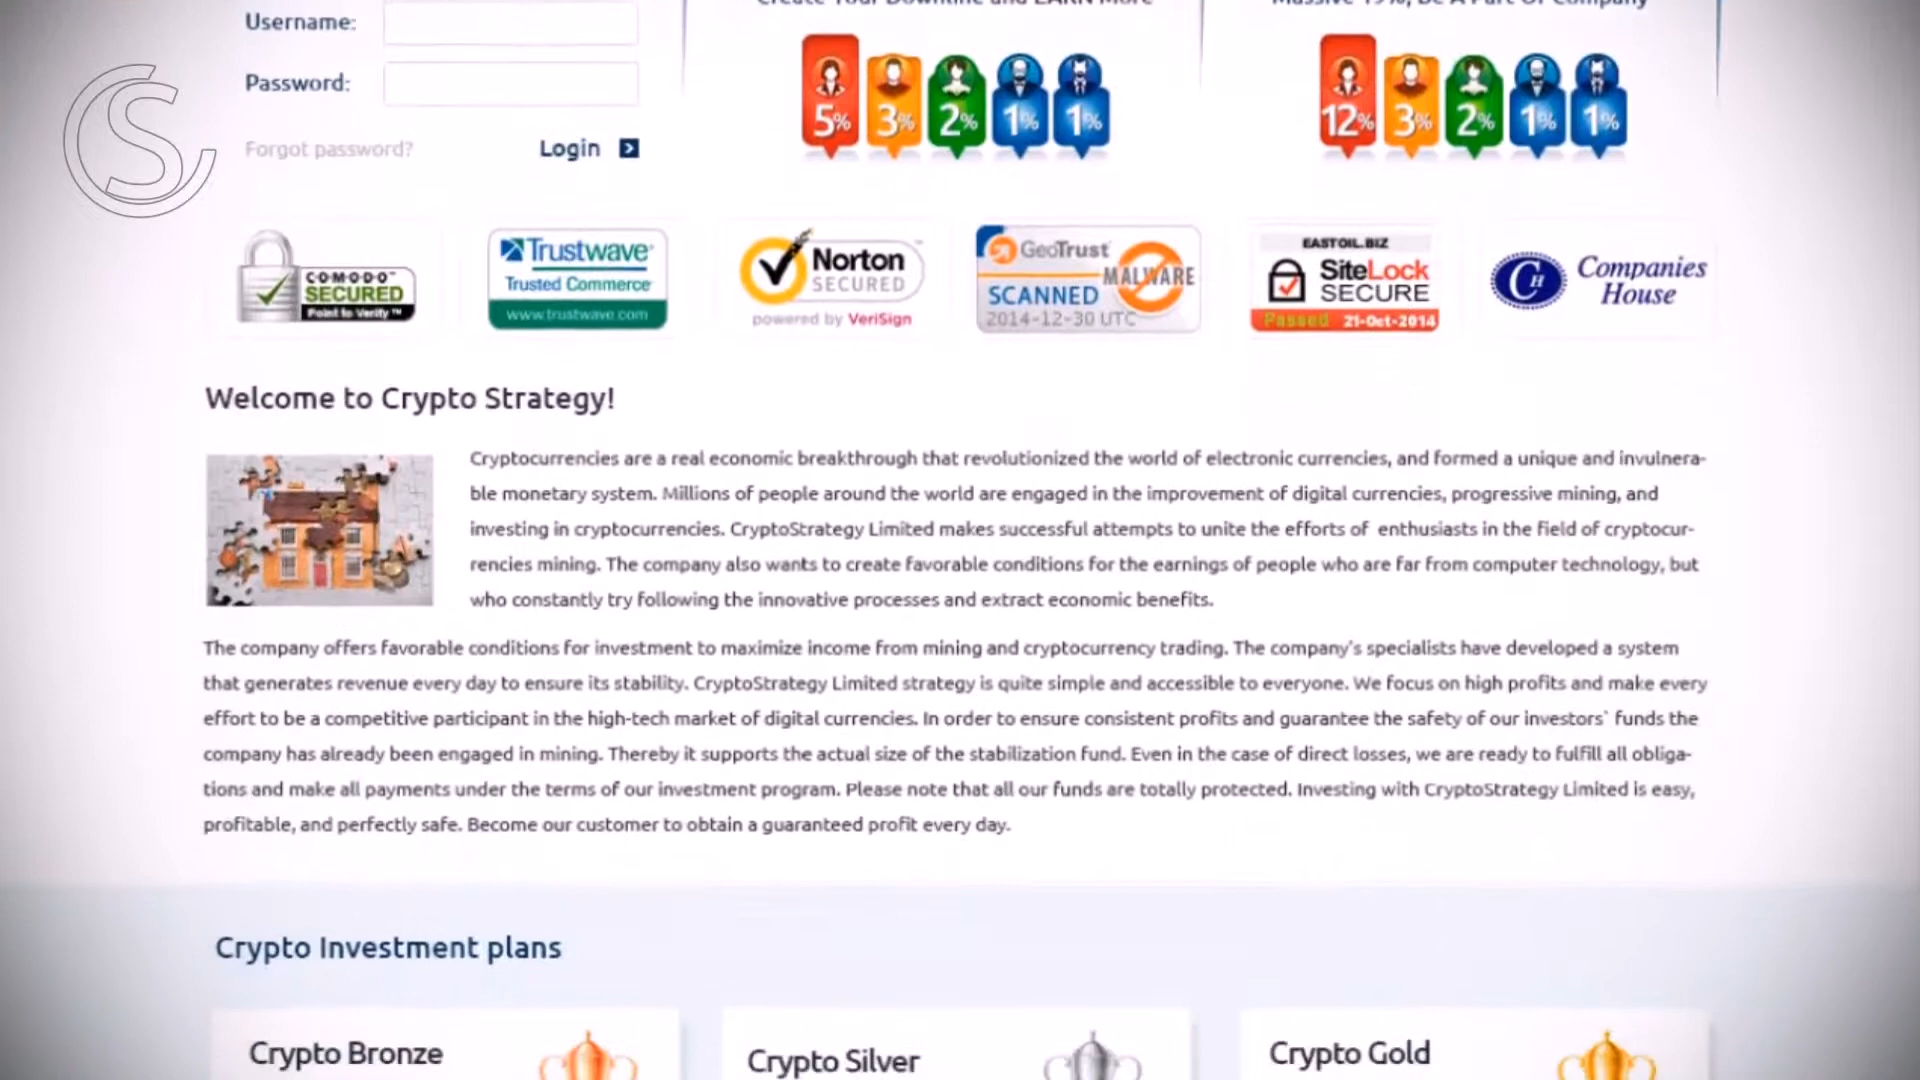 Create Your Downline and EARN More
Massive 19%, Be A Part Of Company
Username:
Password:
Forgot password?
Login
5% 3% 2% 1% 1%
12% 3% 2% 1% 1%
COMODO™
SECURED
Point to Verify ™
Trustwave
Trusted Commerce
www.trustwave.com
Norton
SECURED
powered by VeriSign
GeoTrust
MALWARE
SCANNED
2014-12-30 UTC
EASTOIL.BIZ
SiteLock
SECURE
Passed 21-Oct-2014
CH
Companies
House
Welcome to Crypto Strategy!
Cryptocurrencies are a real economic breakthrough that revolutionized the world of electronic currencies, and formed a unique and invulnera-
ble monetary system. Millions of people around the world are engaged in the improvement of digital currencies, progressive mining, and
investing in cryptocurrencies. CryptoStrategy Limited makes successful attempts to unite the efforts of enthusiasts in the field of cryptocur-
rencies mining. The company also wants to create favorable conditions for the earnings of people who are far from computer technology, but
who constantly try following the innovative processes and extract economic benefits.
The company offers favorable conditions for investment to maximize income from mining and cryptocurrency trading. The company's specialists have developed a system
that generates revenue every day to ensure its stability. CryptoStrategy Limited strategy is quite simple and accessible to everyone. We focus on high profits and make every
effort to be a competitive participant in the high-tech market of digital currencies. In order to ensure consistent profits and guarantee the safety of our investors` funds the
company has already been engaged in mining. Thereby it supports the actual size of the stabilization fund. Even in the case of direct losses, we are ready to fulfill all obliga-
tions and make all payments under the terms of our investment program. Please note that all our funds are totally protected. Investing with CryptoStrategy Limited is easy,
profitable, and perfectly safe. Become our customer to obtain a guaranteed profit every day.
Crypto Investment plans
Crypto Bronze
Crypto Silver
Crypto Gold